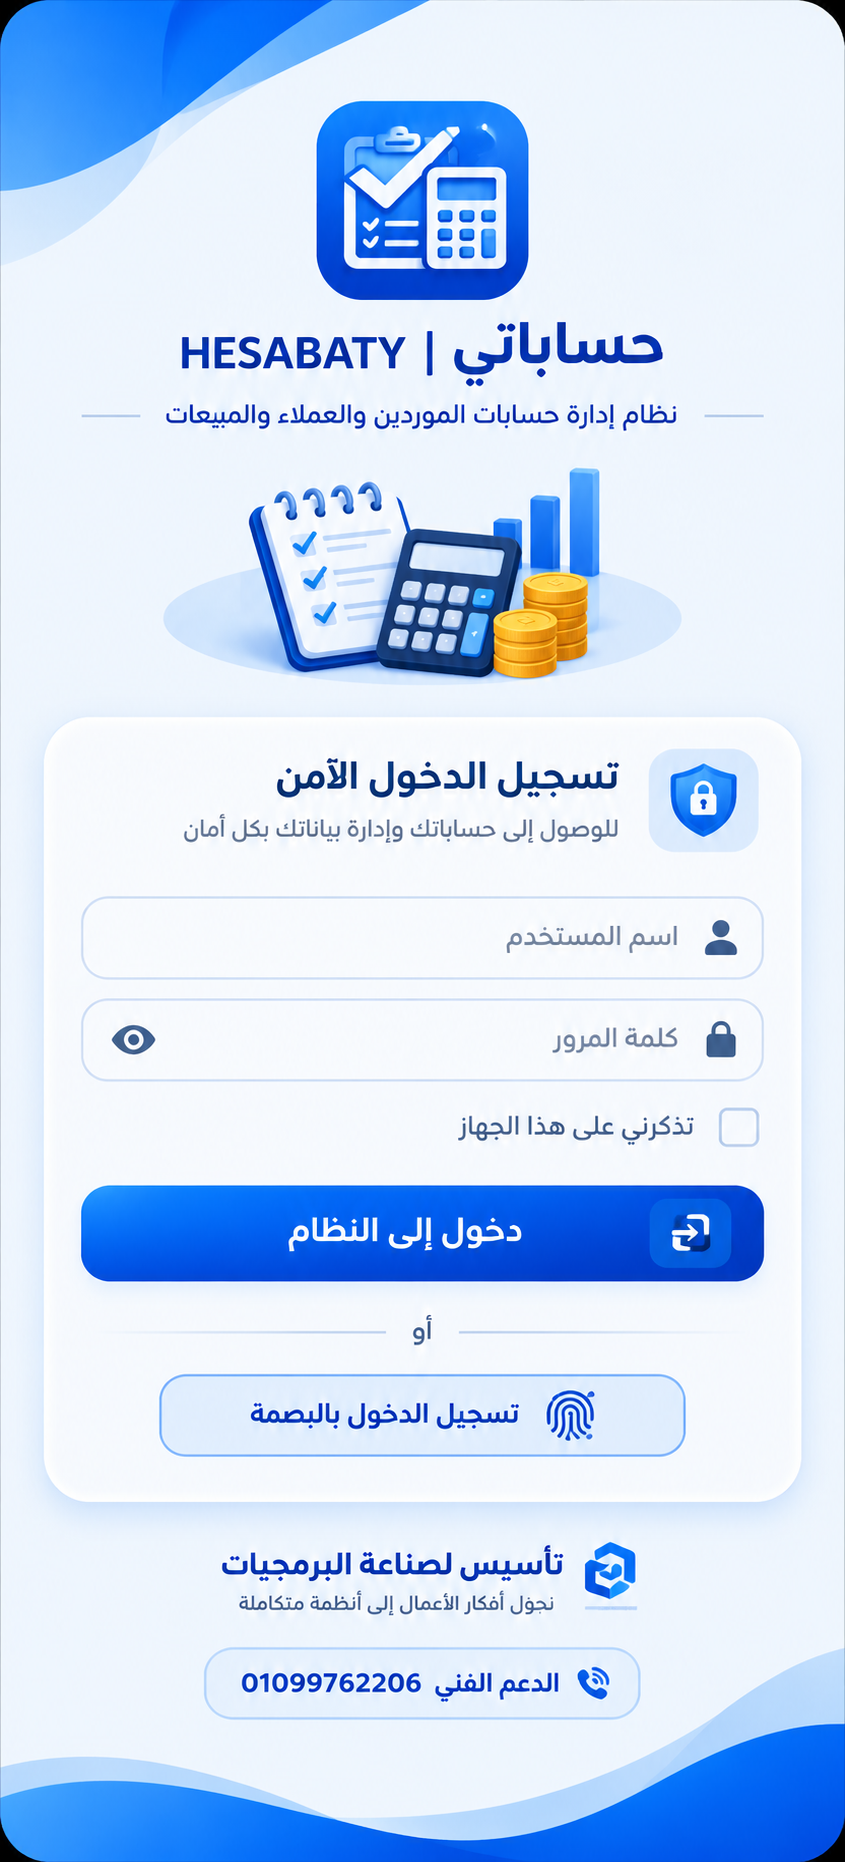 حساباتي | HESABATY
نظام إدارة حسابات الموردين والعملاء والمبيعات
تسجيل الدخول الآمن
للوصول إلى حساباتك وإدارة بياناتك بكل أمان
اسم المستخدم
كلمة المرور
تذكرني على هذا الجهاز
دخول إلى النظام
أو
تسجيل الدخول بالبصمة
تأسيس لصناعة البرمجيات
نحوّل أفكار الأعمال إلى أنظمة متكاملة
الدعم الفني 01099762206